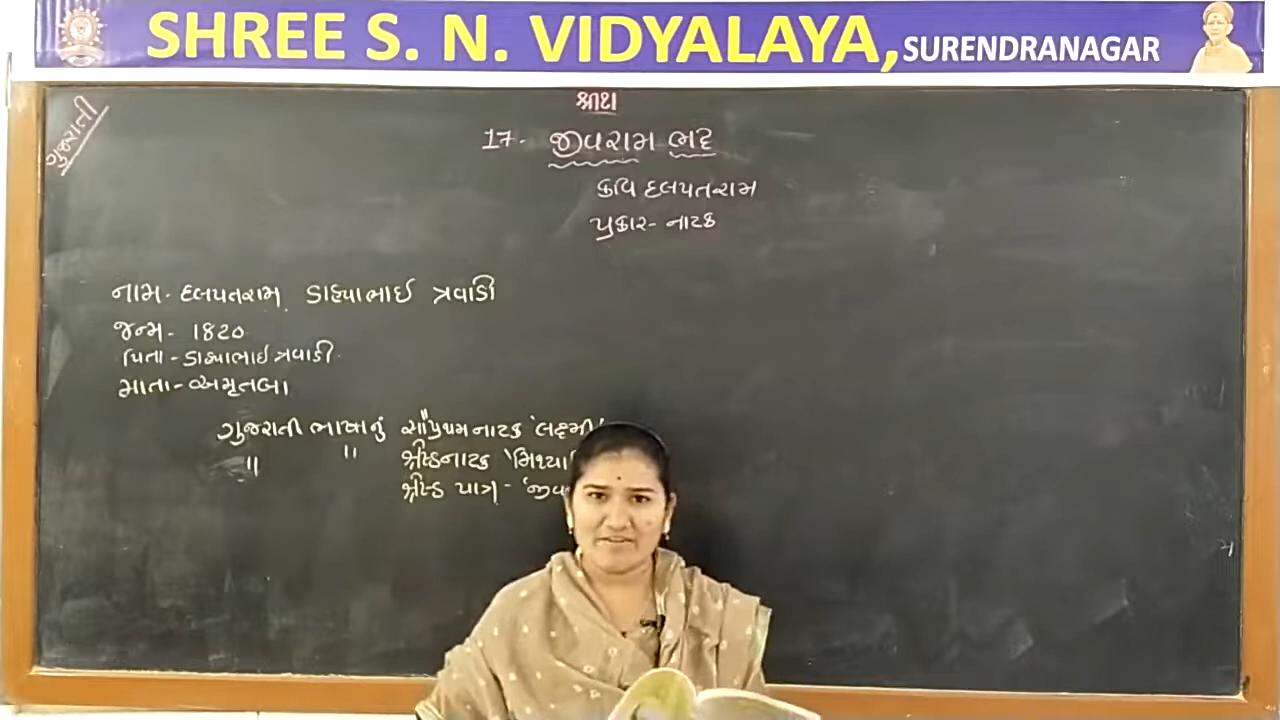 SHREE S. N. VIDYALAYA, SURENDRANAGAR
ગુજરાતી
શ્રીજી
17. જીવરામ ભટ્ટ
કવિ દલપતરામ
પ્રકાર - નાટક
નામ - દલપતરામ ડાહ્યાભાઈ ત્રવાડી
જન્મ - 1820
પિતા - ડાહ્યાભાઈ ત્રવાડી
માતા - અમૃતબા
ગુજરાતી ભાષાનું સૌપ્રથમ નાટક 'લક્ષ્મી'
" " શ્રેષ્ઠ નાટક 'મિથ્યા
શ્રેષ્ઠ પાત્ર - 'જીવ